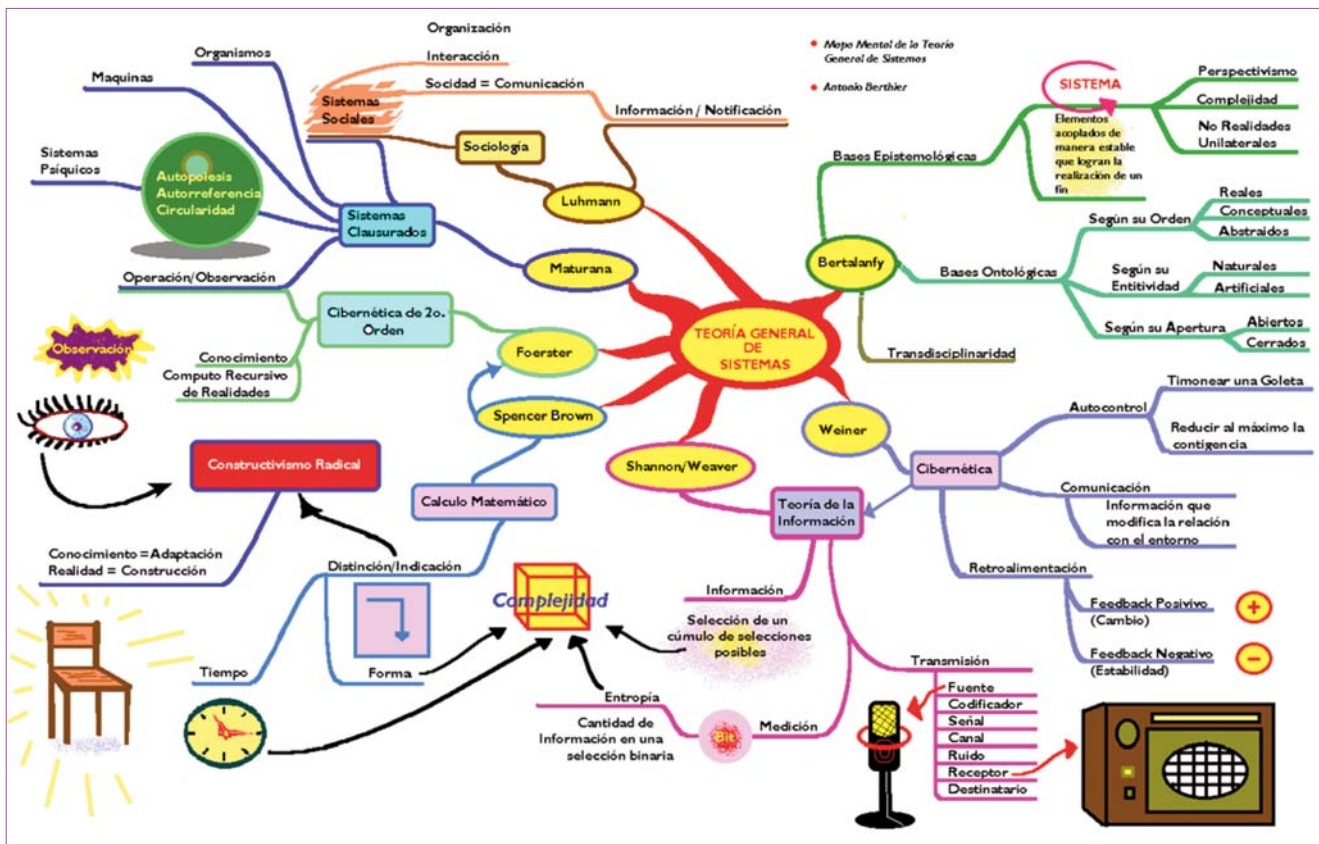 Mapa Mental de la Teoría
General de Sistemas
Antonio Berthier
TEORÍA GENERAL
DE
SISTEMAS
Bertalanfy
Bases Epistemológicas
SISTEMA
Elementos
acoplados de
manera estable
que logran la
realización de un
fin
Perspectivismo
Complejidad
No Realidades
Unilaterales
Bases Ontológicas
Según su Orden
Reales
Conceptuales
Abstraidos
Según su
Entitividad
Naturales
Artificiales
Según su Apertura
Abiertos
Cerrados
Transdisciplinaridad
Weiner
Cibernética
Autocontrol
Timonear una Goleta
Reducir al máximo la
contigencia
Comunicación
Información que
modifica la relación
con el entorno
Retroalimentación
Feedback Posivivo
(Cambio)
+
Feedback Negativo
(Estabilidad)
−
Shannon/Weaver
Teoría de la
Información
Información
Selección de un
cúmulo de selecciones
posibles
Medición
Bit
Entropía
Cantidad de
Información en una
selección binaria
Transmisión
Fuente
Codificador
Señal
Canal
Ruido
Receptor
Destinatario
Spencer Brown
Calculo Matemático
Distinción/Indicación
Tiempo
Forma
Complejidad
Constructivismo Radical
Conocimiento =Adaptación
Realidad = Construcción
Foerster
Cibernética de 2o.
Orden
Conocimiento
Computo Recursivo
de Realidades
Observación
Maturana
Sistemas
Clausurados
Organismos
Maquinas
Sistemas
Psíquicos
Autopoiesis
Autorreferencia
Circularidad
Operación/Observación
Luhmann
Sociología
Sistemas
Sociales
Organización
Interacción
Socidad = Comunicación
Información / Notificación